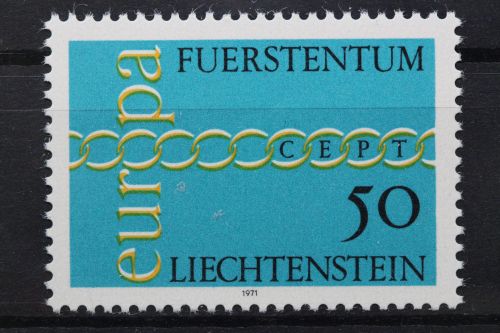 europa
FUERSTENTUM
CEPT
50
LIECHTENSTEIN
1971